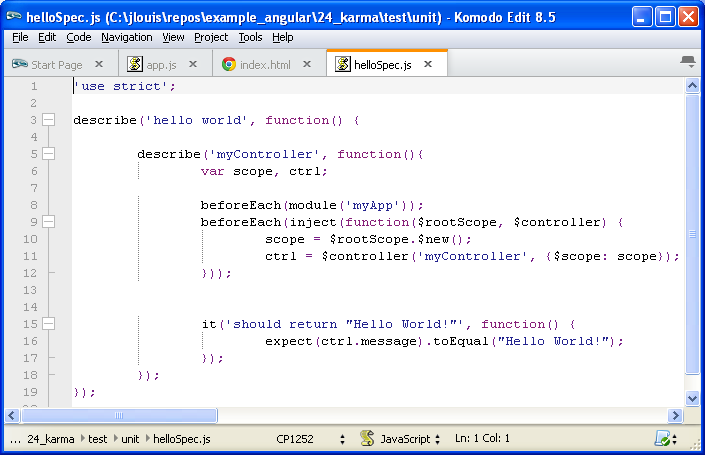 helloSpec.js (C:\jlouis\repos\example_angular\24_karma\test\unit) - Komodo Edit 8.5
File Edit Code Navigation View Project Tools Help
Start Page app.js index.html helloSpec.js
1 'use strict';
2
3 describe('hello world', function() {
4
5 describe('myController', function(){
6 var scope, ctrl;
7
8 beforeEach(module('myApp'));
9 beforeEach(inject(function($rootScope, $controller) {
10 scope = $rootScope.$new();
11 ctrl = $controller('myController', {$scope: scope});
12 }));
13
14
15 it('should return "Hello World!"', function() {
16 expect(ctrl.message).toEqual("Hello World!");
17 });
18 });
19 });
... 24_karma test unit helloSpec.js CP1252 JavaScript Ln: 1 Col: 1